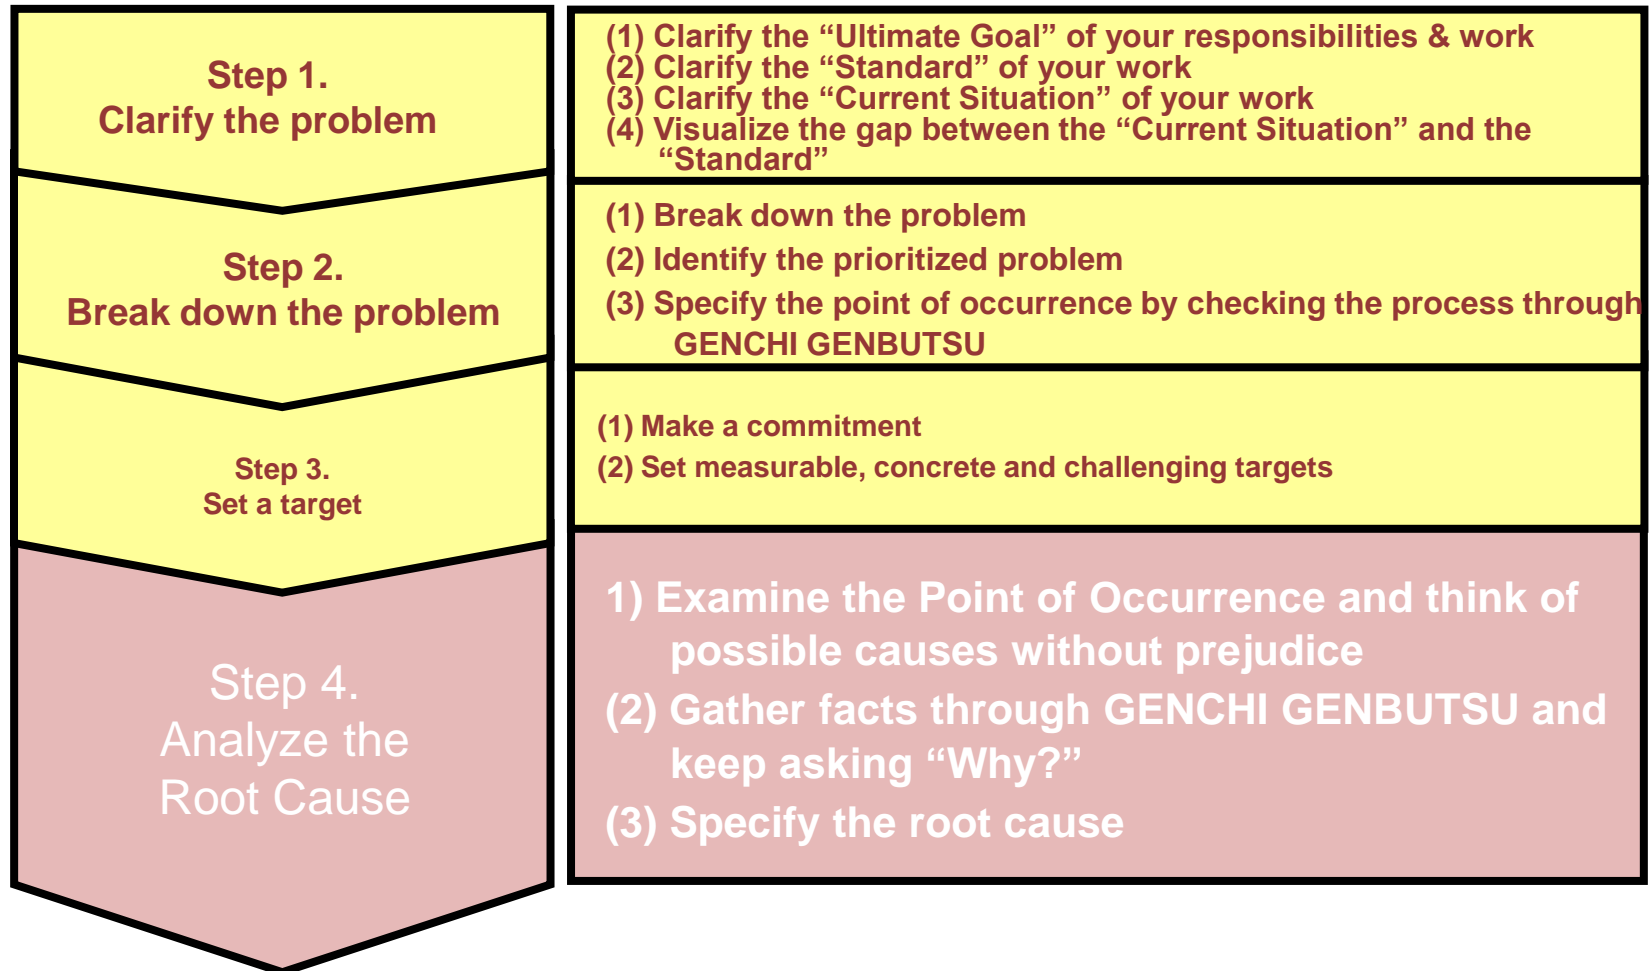 Step 1.
Clarify the problem
(1) Clarify the “Ultimate Goal” of your responsibilities & work
(2) Clarify the “Standard” of your work
(3) Clarify the “Current Situation” of your work
(4) Visualize the gap between the “Current Situation” and the
“Standard”
Step 2.
Break down the problem
(1) Break down the problem
(2) Identify the prioritized problem
(3) Specify the point of occurrence by checking the process through
GENCHI GENBUTSU
Step 3.
Set a target
(1) Make a commitment
(2) Set measurable, concrete and challenging targets
Step 4.
Analyze the
Root Cause
1) Examine the Point of Occurrence and think of
possible causes without prejudice
(2) Gather facts through GENCHI GENBUTSU and
keep asking “Why?”
(3) Specify the root cause